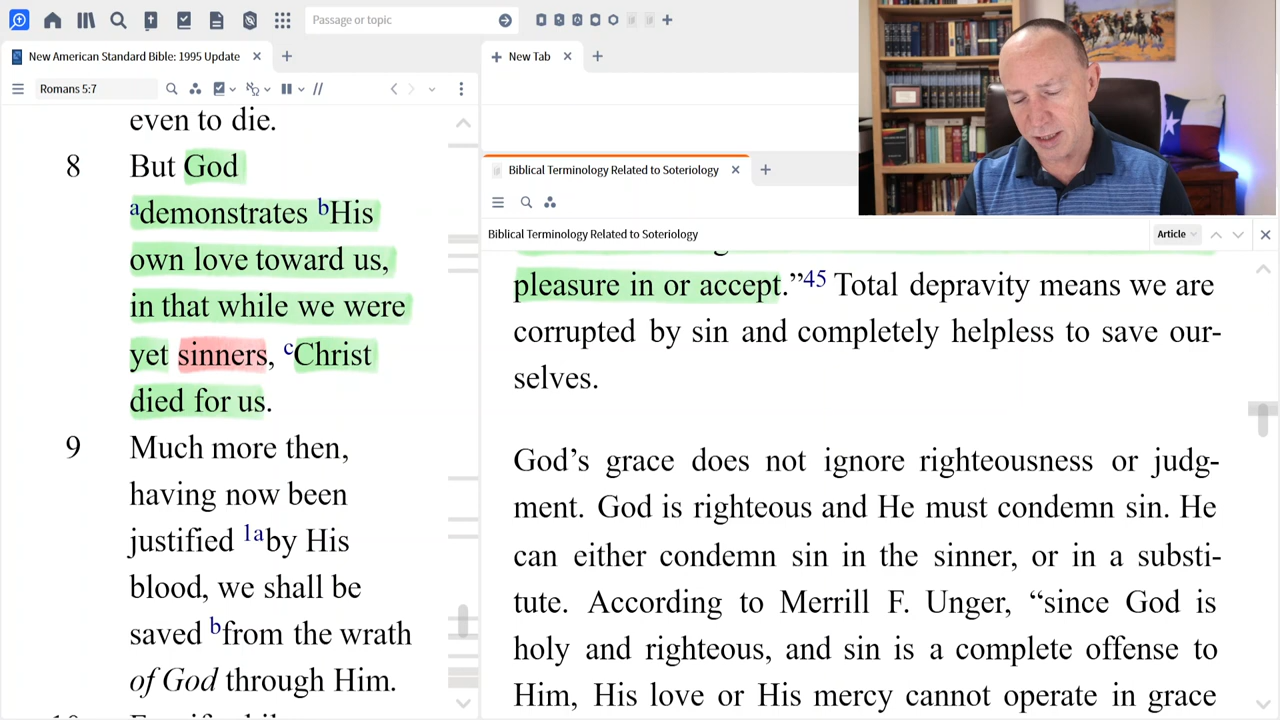 Passage or topic
New American Standard Bible: 1995 Update
New Tab
Romans 5:7
even to die.
8 But God
ademonstrates bHis
own love toward us,
in that while we were
yet sinners, cChrist
died for us.
9 Much more then,
having now been
justified 1aby His
blood, we shall be
saved bfrom the wrath
of God through Him.
Biblical Terminology Related to Soteriology
Biblical Terminology Related to Soteriology
Article
pleasure in or accept.”45 Total depravity means we are
corrupted by sin and completely helpless to save our-
selves.
God’s grace does not ignore righteousness or judg-
ment. God is righteous and He must condemn sin. He
can either condemn sin in the sinner, or in a substi-
tute. According to Merrill F. Unger, “since God is
holy and righteous, and sin is a complete offense to
Him, His love or His mercy cannot operate in grace